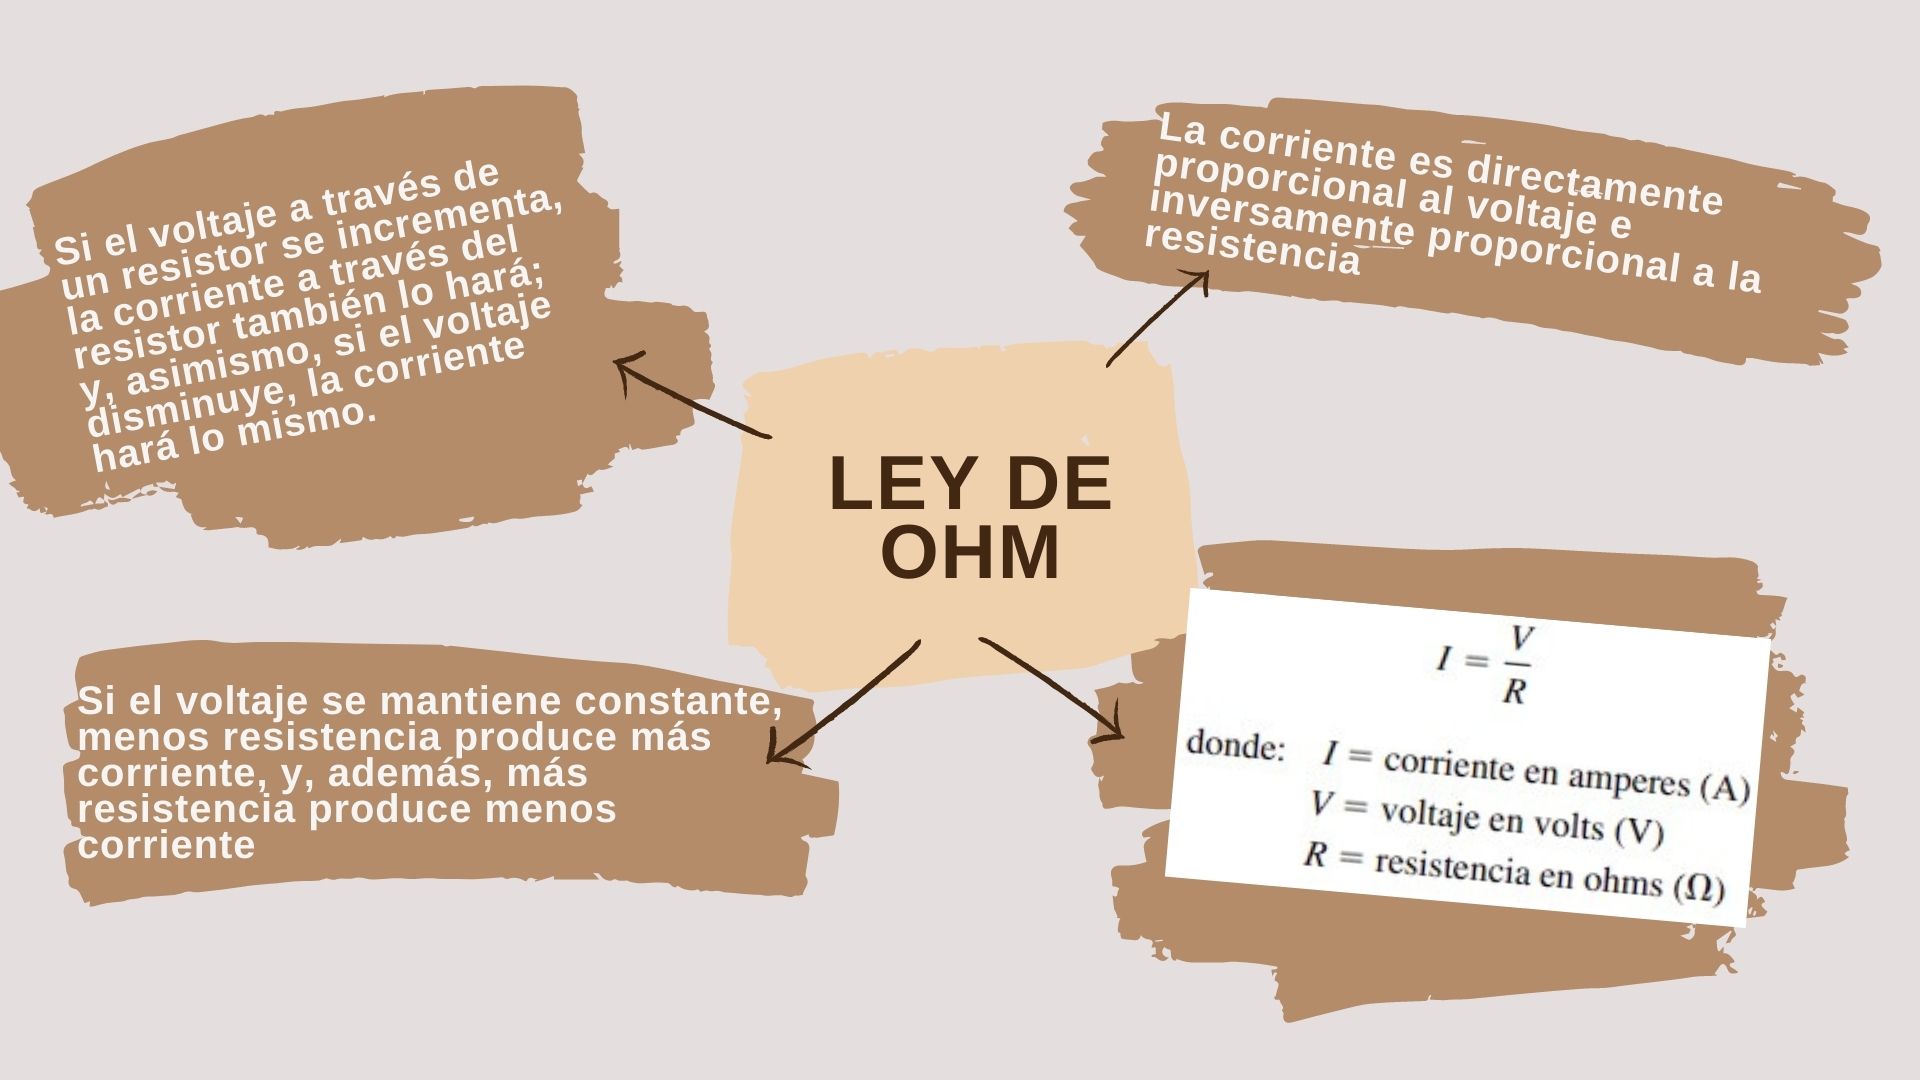 Si el voltaje a través de
un resistor se incrementa,
la corriente a través del
resistor también lo hará;
y, asimismo, si el voltaje
disminuye, la corriente
hará lo mismo.
La corriente es directamente
proporcional al voltaje e
inversamente proporcional a la
resistencia
LEY DE
OHM
Si el voltaje se mantiene constante,
menos resistencia produce más
corriente, y, además, más
resistencia produce menos
corriente
I = V/R
donde: I = corriente en amperes (A)
V = voltaje en volts (V)
R = resistencia en ohms (Ω)